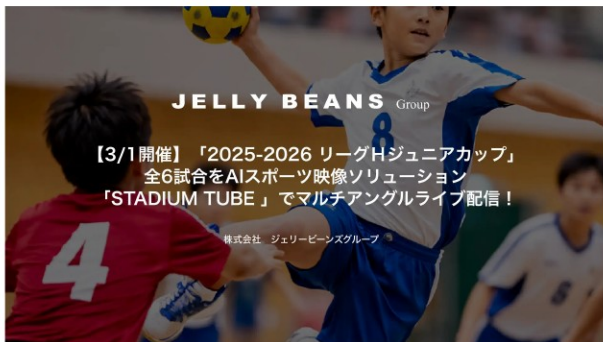 JELLY BEANS Group
【3/1開催】「2025-2026 リーグHジュニアカップ」
全6試合をAIスポーツ映像ソリューション
「STADIUM TUBE 」でマルチアングルライブ配信！
株式会社　ジェリービーンズグループ
8
4